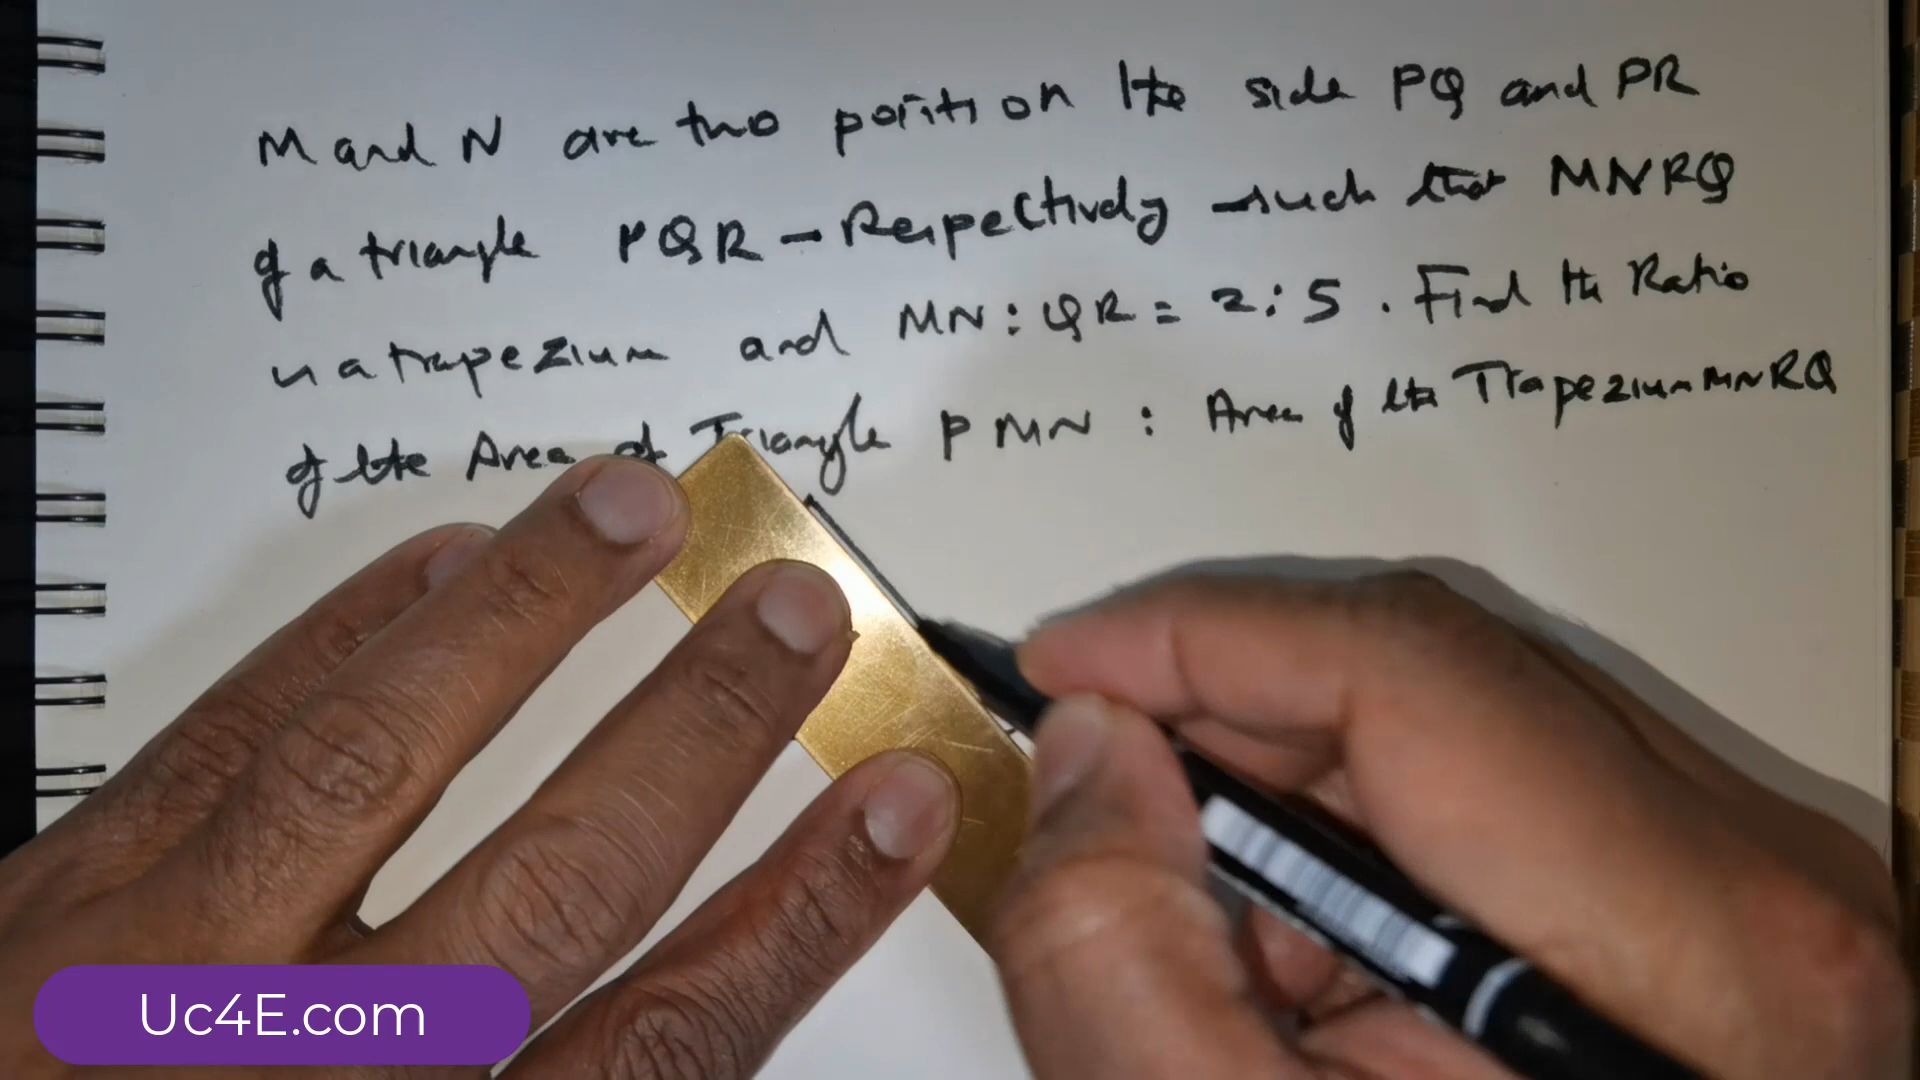 M and N are two points on the side PQ and PR
of a triangle PQR - Respectively such that MNRQ
is a trapezium and MN : QR = 2 : 5 . Find the Ratio
of the Area of Triangle PMN : Area of the Trapezium MNRQ
Uc4E.com